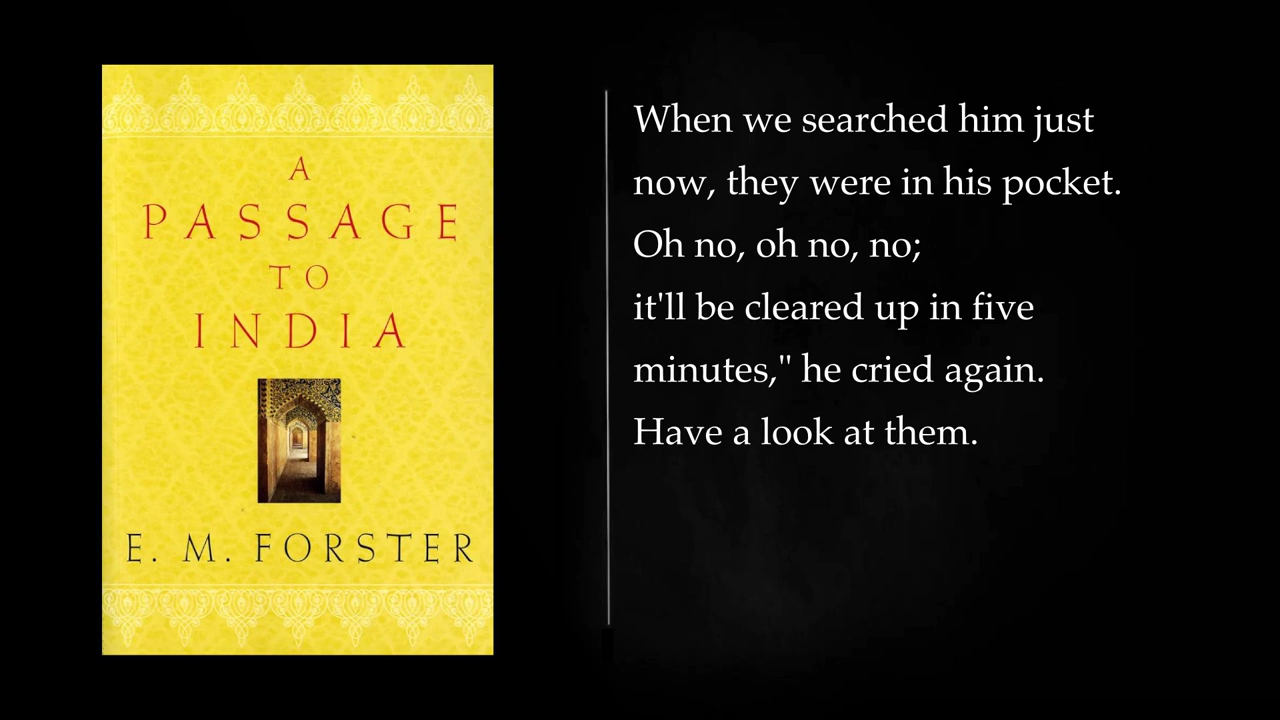 A
PASSAGE
TO
INDIA
E. M. FORSTER
When we searched him just
now, they were in his pocket.
Oh no, oh no, no;
it'll be cleared up in five
minutes," he cried again.
Have a look at them.